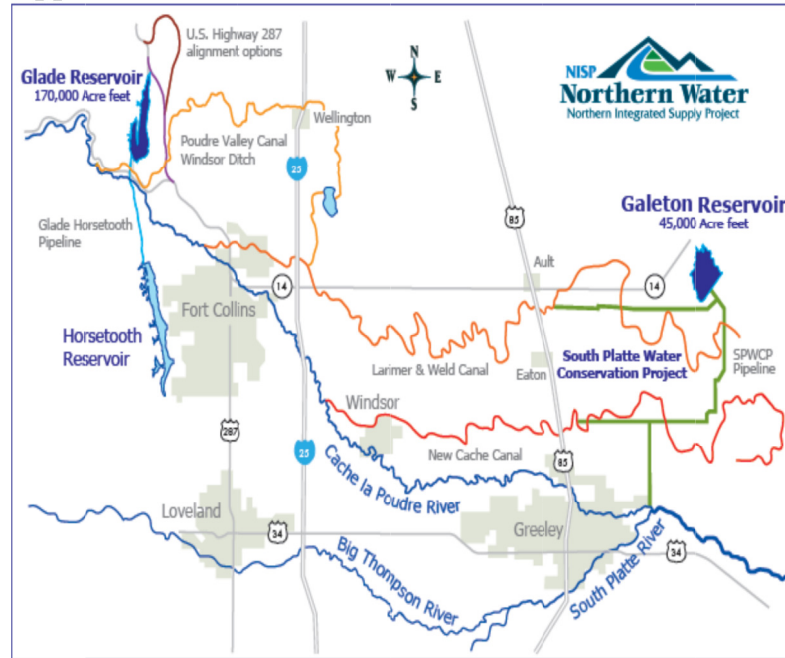 U.S. Highway 287
alignment options
N
W
E
S
NISP
Northern Water
Northern Integrated Supply Project
Glade Reservoir
170,000 Acre feet
Wellington
Poudre Valley Canal
Windsor Ditch
25
85
Galeton Reservoir
45,000 Acre feet
Glade Horsetooth
Pipeline
Ault
14
14
Fort Collins
Horsetooth
Reservoir
Larimer & Weld Canal
Eaton
South Platte Water
Conservation Project
SPWCP
Pipeline
Windsor
287
25
New Cache Canal
85
Cache la Poudre River
Loveland
34
Greeley
34
Big Thompson River
South Platte River